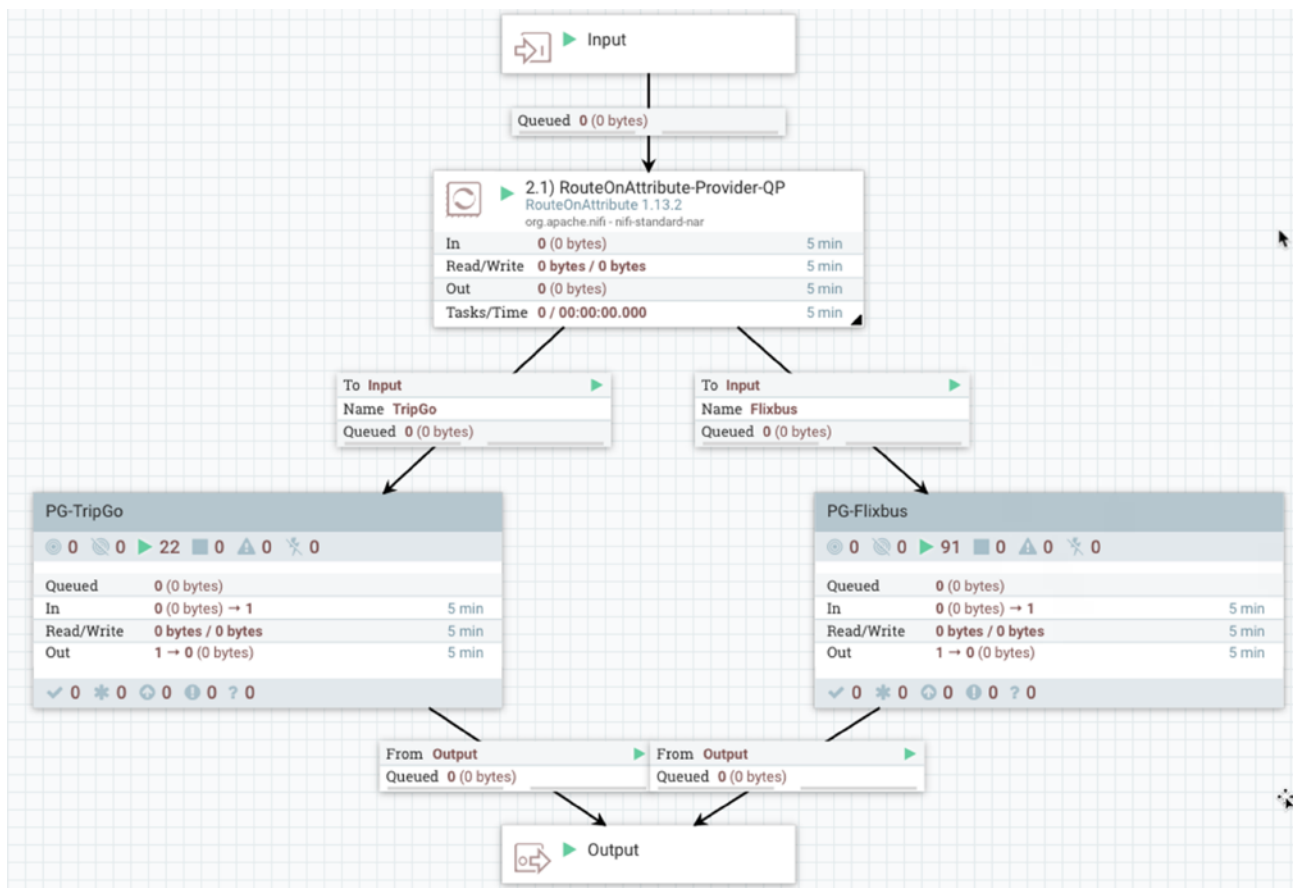 Input
Queued 0 (0 bytes)
2.1) RouteOnAttribute-Provider-QP
RouteOnAttribute 1.13.2
org.apache.nifi - nifi-standard-nar
In 0 (0 bytes) 5 min
Read/Write 0 bytes / 0 bytes 5 min
Out 0 (0 bytes) 5 min
Tasks/Time 0 / 00:00:00.000 5 min
To Input
Name TripGo
Queued 0 (0 bytes)
To Input
Name Flixbus
Queued 0 (0 bytes)
PG-TripGo
0 0 22 0 0 0
Queued 0 (0 bytes)
In 0 (0 bytes) → 1 5 min
Read/Write 0 bytes / 0 bytes 5 min
Out 1 → 0 (0 bytes) 5 min
0 0 0 0 ? 0
PG-Flixbus
0 0 91 0 0 0
Queued 0 (0 bytes)
In 0 (0 bytes) → 1 5 min
Read/Write 0 bytes / 0 bytes 5 min
Out 1 → 0 (0 bytes) 5 min
0 0 0 0 ? 0
From Output
Queued 0 (0 bytes)
From Output
Queued 0 (0 bytes)
Output